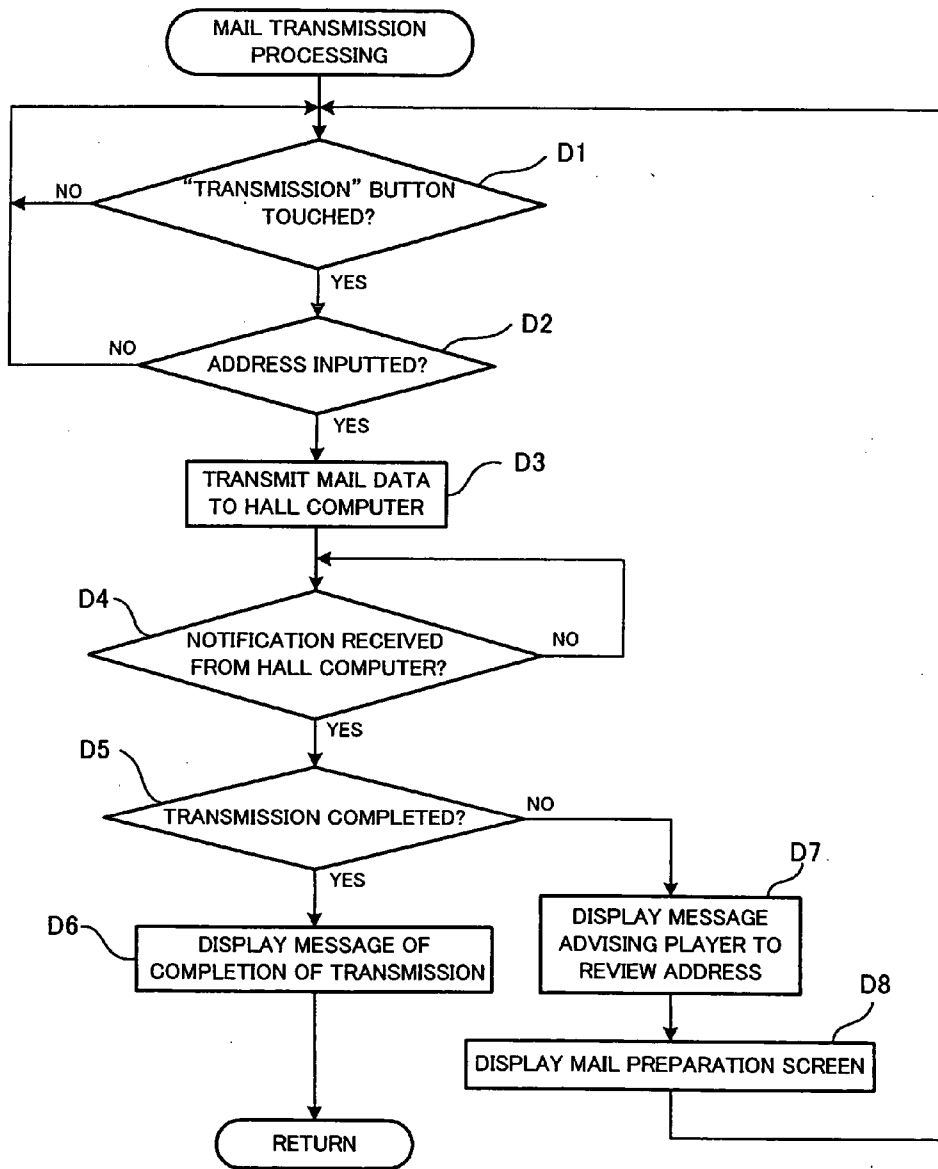 MAIL TRANSMISSION
PROCESSING
D1
"TRANSMISSION" BUTTON
TOUCHED?
NO
YES
D2
ADDRESS INPUTTED?
NO
YES
D3
TRANSMIT MAIL DATA
TO HALL COMPUTER
D4
NOTIFICATION RECEIVED
FROM HALL COMPUTER?
NO
YES
D5
TRANSMISSION COMPLETED?
NO
YES
D6
DISPLAY MESSAGE OF
COMPLETION OF TRANSMISSION
D7
DISPLAY MESSAGE
ADVISING PLAYER TO
REVIEW ADDRESS
D8
DISPLAY MAIL PREPARATION SCREEN
RETURN